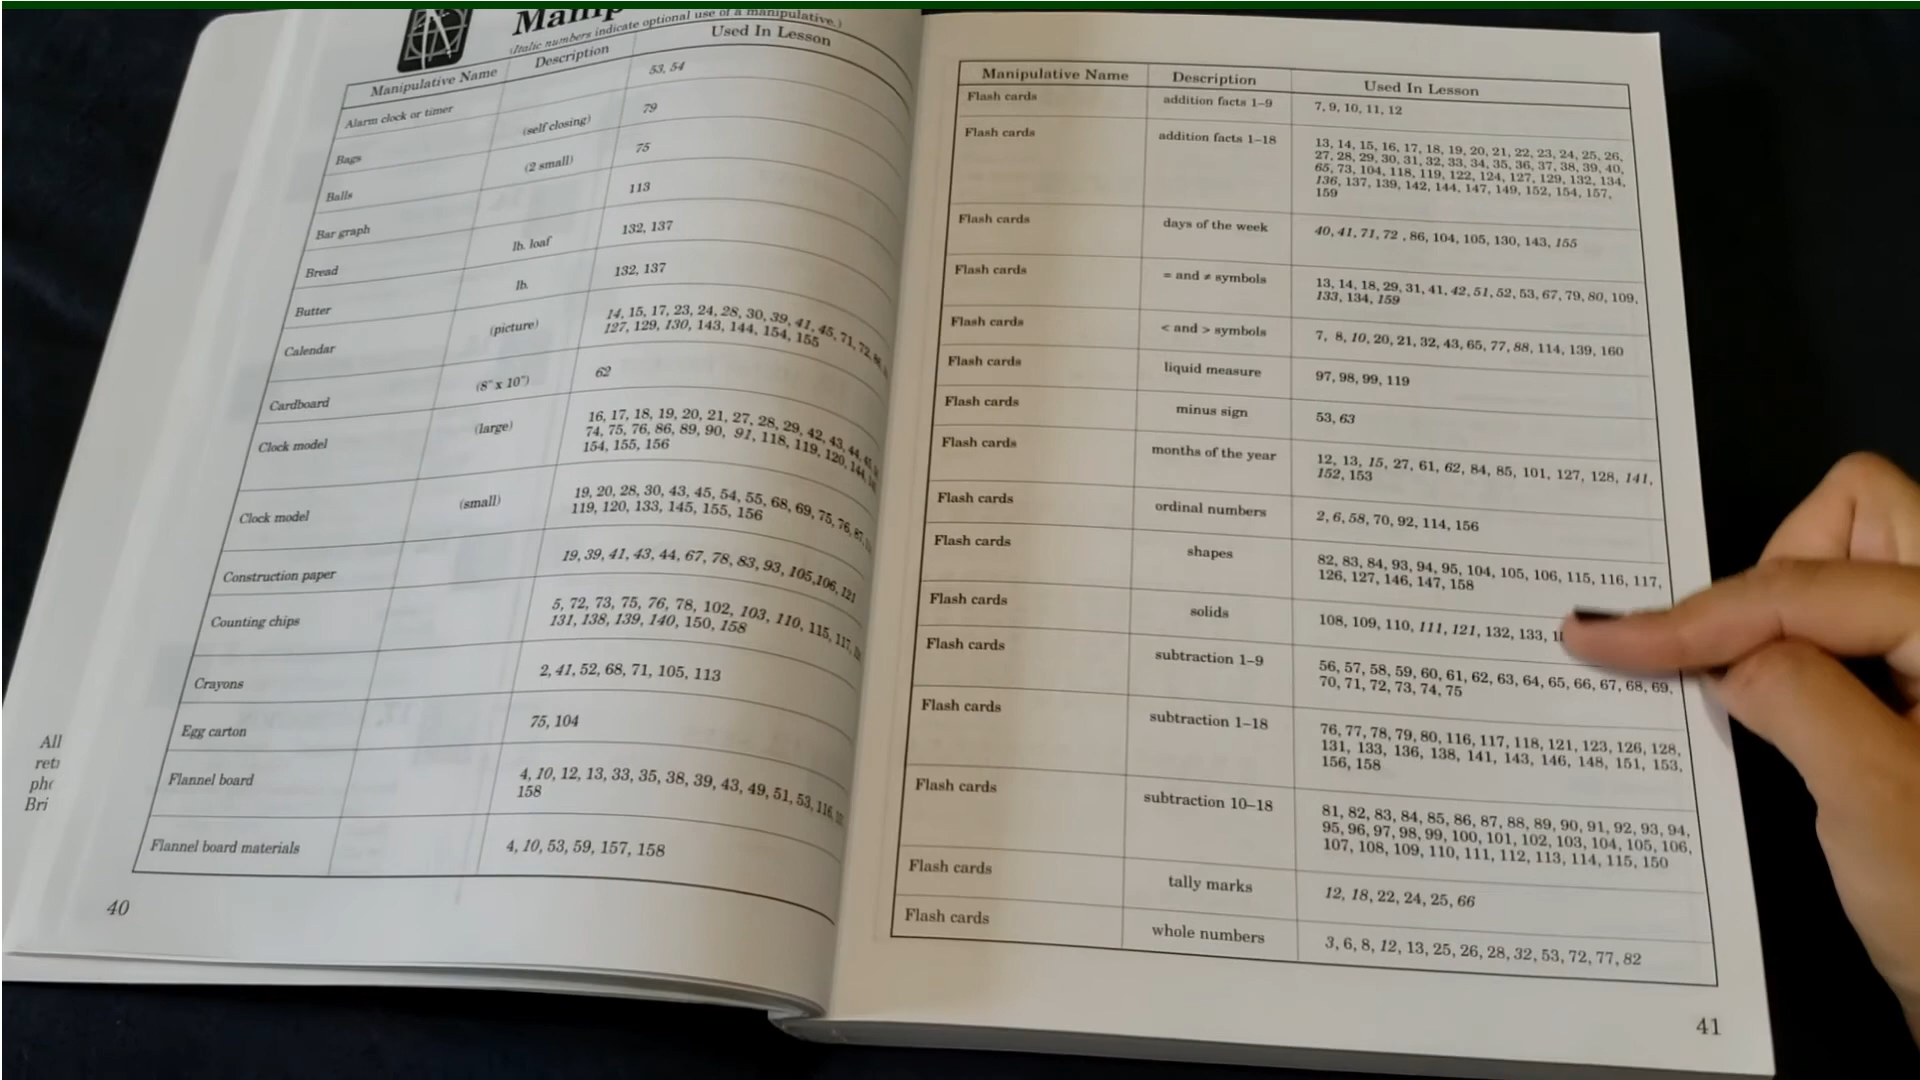 (Italic numbers indicate optional use of a manipulative.)
Manipulative Name Description Used In Lesson
Alarm clock or timer 53, 54
Bags (self closing) 79
Balls (2 small) 75
Bar graph 113
Bread lb. loaf 132, 137
Butter lb. 132, 137
Calendar (picture) 14, 15, 17, 23, 24, 28, 30, 39, 41, 45, 71, 72,
127, 129, 130, 143, 144, 154, 155
Cardboard (8" x 10") 62
Clock model (large) 16, 17, 18, 19, 20, 21, 27, 28, 29, 42, 43, 44,
74, 75, 76, 86, 89, 90, 91, 118, 119, 120, 144,
154, 155, 156
Clock model (small) 19, 20, 28, 30, 43, 45, 54, 55, 68, 69, 75, 76, 87,
119, 120, 133, 145, 155, 156
Construction paper 19, 39, 41, 43, 44, 67, 78, 83, 93, 105,106, 121
Counting chips 5, 72, 73, 75, 76, 78, 102, 103, 110, 115, 117,
131, 138, 139, 140, 150, 158
Crayons 2, 41, 52, 68, 71, 105, 113
Egg carton 75, 104
Flannel board 4, 10, 12, 13, 33, 35, 38, 39, 43, 49, 51, 53, 116,
158
Flannel board materials 4, 10, 53, 59, 157, 158
40
All
Bri
Manipulative Name Description Used In Lesson
Flash cards addition facts 1–9 7, 9, 10, 11, 12
Flash cards addition facts 1–18 13, 14, 15, 16, 17, 18, 19, 20, 21, 22, 23, 24, 25, 26,
27, 28, 29, 30, 31, 32, 33, 34, 35, 36, 37, 38, 39, 40,
65, 73, 104, 118, 119, 122, 124, 127, 129, 132, 134,
136, 137, 139, 142, 144, 147, 149, 152, 154, 157,
159
Flash cards days of the week 40, 41, 71, 72 , 86, 104, 105, 130, 143, 155
Flash cards = and ≠ symbols 13, 14, 18, 29, 31, 41, 42, 51, 52, 53, 67, 79, 80, 109,
133, 134, 159
Flash cards < and > symbols 7, 8, 10, 20, 21, 32, 43, 65, 77, 88, 114, 139, 160
Flash cards liquid measure 97, 98, 99, 119
Flash cards minus sign 53, 63
Flash cards months of the year 12, 13, 15, 27, 61, 62, 84, 85, 101, 127, 128, 141,
152, 153
Flash cards ordinal numbers 2, 6, 58, 70, 92, 114, 156
Flash cards shapes 82, 83, 84, 93, 94, 95, 104, 105, 106, 115, 116, 117,
126, 127, 146, 147, 158
Flash cards solids 108, 109, 110, 111, 121, 132, 133,
Flash cards subtraction 1–9 56, 57, 58, 59, 60, 61, 62, 63, 64, 65, 66, 67, 68, 69,
70, 71, 72, 73, 74, 75
Flash cards subtraction 1–18 76, 77, 78, 79, 80, 116, 117, 118, 121, 123, 126, 128,
131, 133, 136, 138, 141, 143, 146, 148, 151, 153,
156, 158
Flash cards subtraction 10–18 81, 82, 83, 84, 85, 86, 87, 88, 89, 90, 91, 92, 93, 94,
95, 96, 97, 98, 99, 100, 101, 102, 103, 104, 105, 106,
107, 108, 109, 110, 111, 112, 113, 114, 115, 150
Flash cards tally marks 12, 18, 22, 24, 25, 66
Flash cards whole numbers 3, 6, 8, 12, 13, 25, 26, 28, 32, 53, 72, 77, 82
41